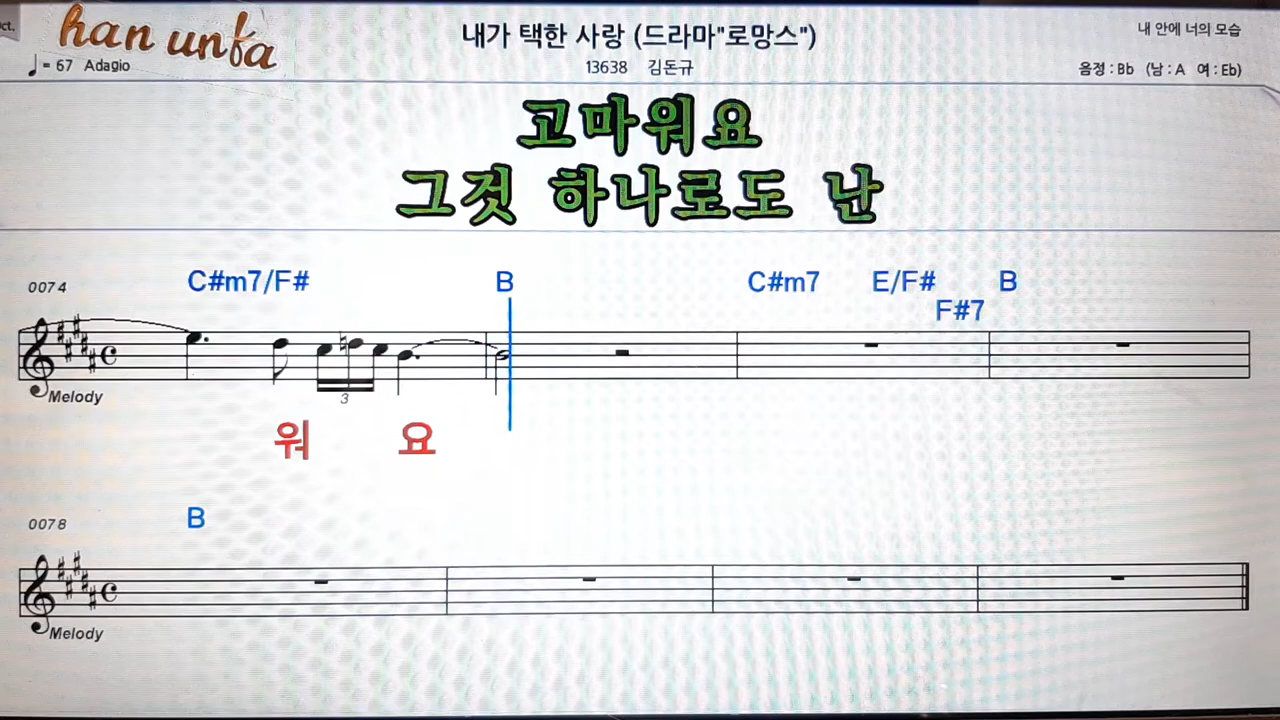 ct.
han unfa
내가 택한 사랑 (드라마"로망스")
내 안에 너의 모습
♩= 67 Adagio
13638 김돈규
음정 : Bb (남 : A 여 : Eb)
고마워요
그것 하나로도 난
0074
C#m7/F# B C#m7 E/F# F#7 B
3
Melody
워 요
0078
B
Melody